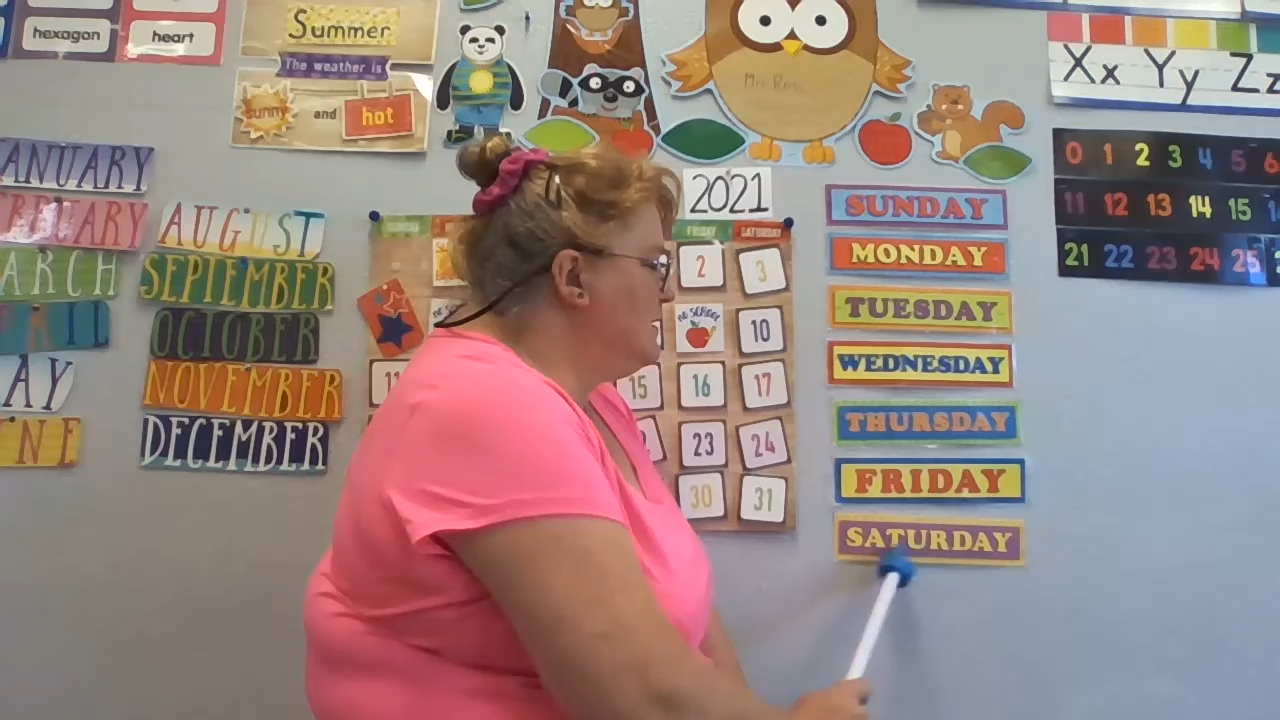 hexagon
heart
Summer
The weather is
sunny and hot
Xx Yy Zz
ANUARY
FEBRUARY
ARCH
APRIL
AY
NE
AUGUST
SEPTEMBER
OCTOBER
NOVEMBER
DECEMBER
2021
FRIDAY SATURDAY
2 3
NO SCHOOL
10
11 15 16 17
23 24
30 31
SUNDAY
MONDAY
TUESDAY
WEDNESDAY
THURSDAY
FRIDAY
SATURDAY
0 1 2 3 4 5 6
11 12 13 14 15
21 22 23 24 25